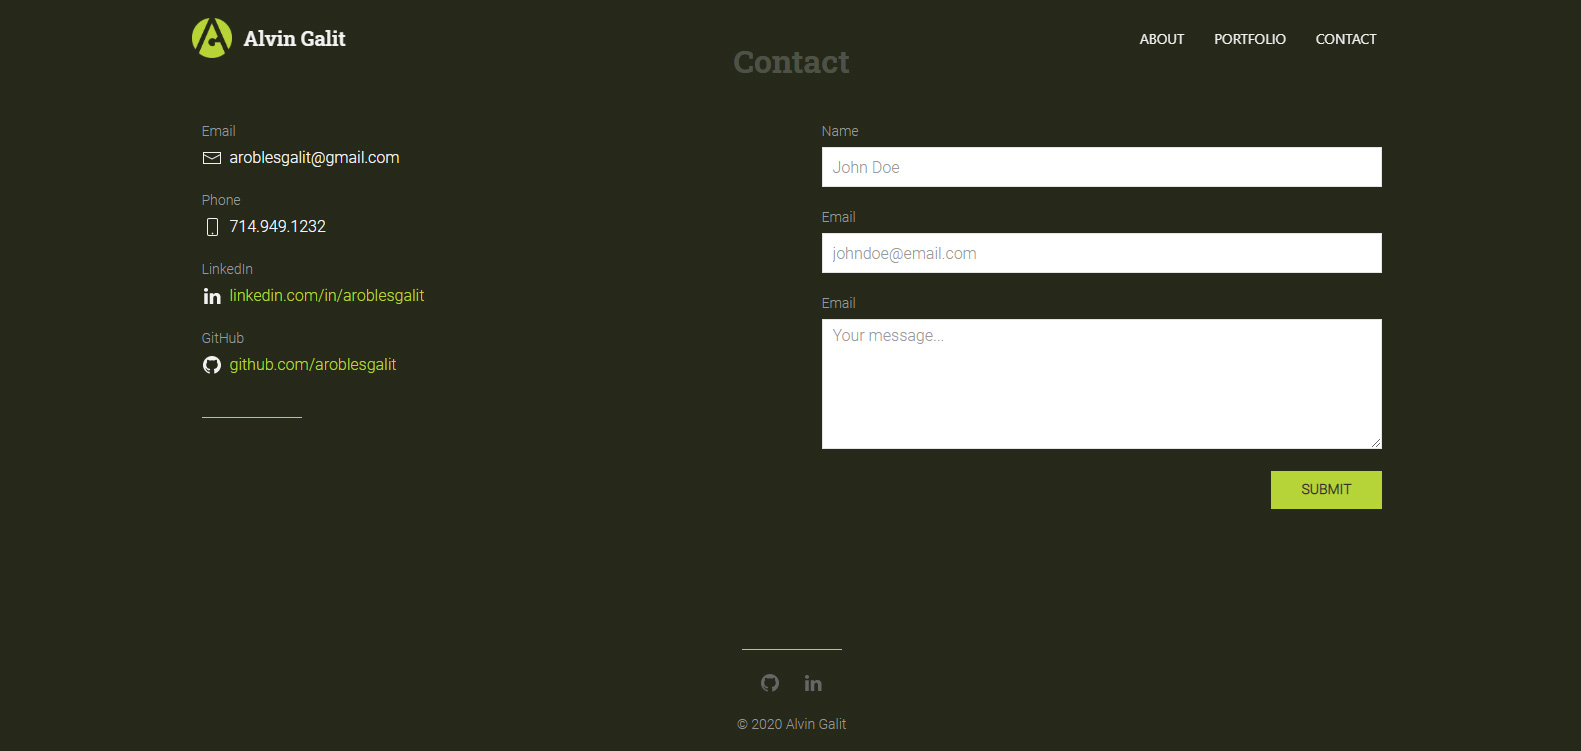 Alvin Galit
ABOUT PORTFOLIO CONTACT
Contact
Email
aroblesgalit@gmail.com
Phone
714.949.1232
LinkedIn
linkedin.com/in/aroblesgalit
GitHub
github.com/aroblesgalit
Name
John Doe
Email
johndoe@email.com
Email
Your message...
SUBMIT
© 2020 Alvin Galit